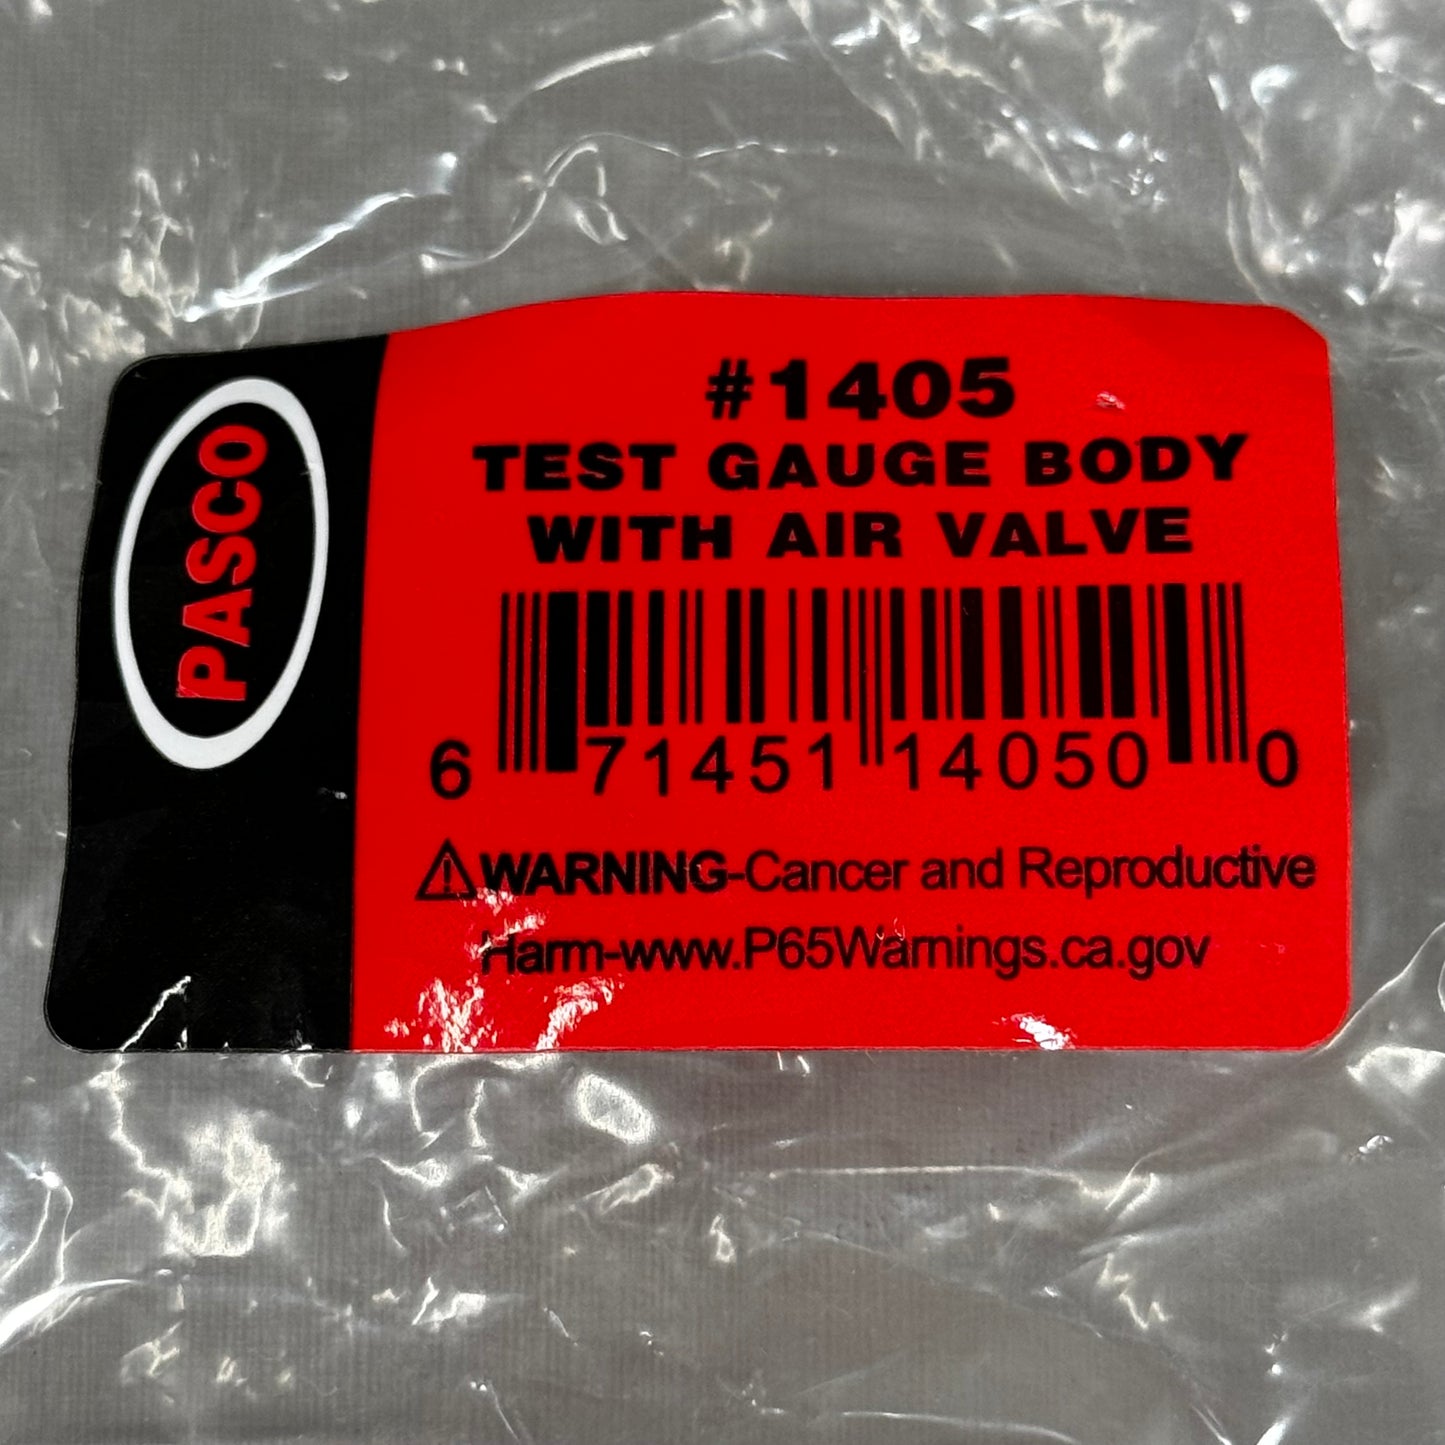 PASCO
#1405
TEST GAUGE BODY
WITH AIR VALVE
6 71451 14050 0
⚠WARNING-Cancer and Reproductive
Harm-www.P65Warnings.ca.gov